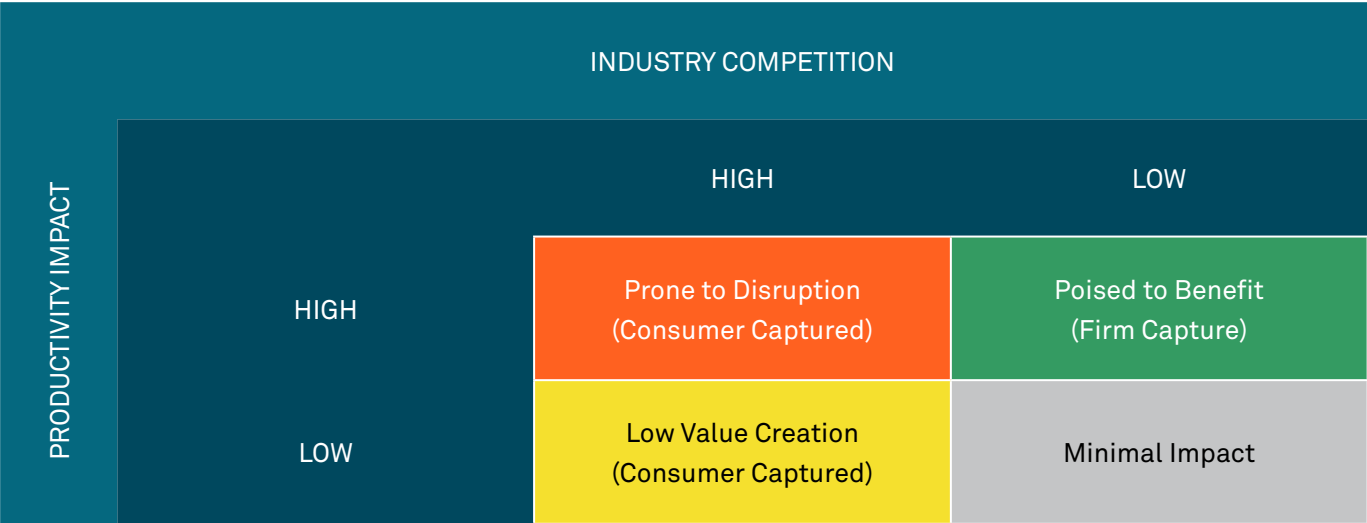 INDUSTRY COMPETITION
PRODUCTIVITY IMPACT
HIGH
LOW
HIGH
Prone to Disruption
(Consumer Captured)
Poised to Benefit
(Firm Capture)
LOW
Low Value Creation
(Consumer Captured)
Minimal Impact